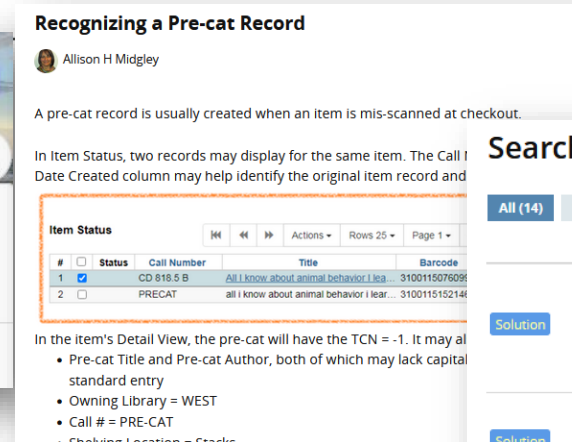 Recognizing a Pre-cat Record
Allison H Midgley
A pre-cat record is usually created when an item is mis-scanned at checkout.
In Item Status, two records may display for the same item. The Call
Date Created column may help identify the original item record and
Item Status
Actions Rows 25 Page 1
# Status Call Number Title Barcode
1 CD 818.5 B All I know about animal behavior I lea... 3100115076099
2 PRECAT all i know about animal behavior i lear... 3100115152146
In the item's Detail View, the pre-cat will have the TCN = -1. It may al
• Pre-cat Title and Pre-cat Author, both of which may lack capital
standard entry
• Owning Library = WEST
• Call # = PRE-CAT
• Shelving Location = Stacks
Search
All (14)
Solution
Solution